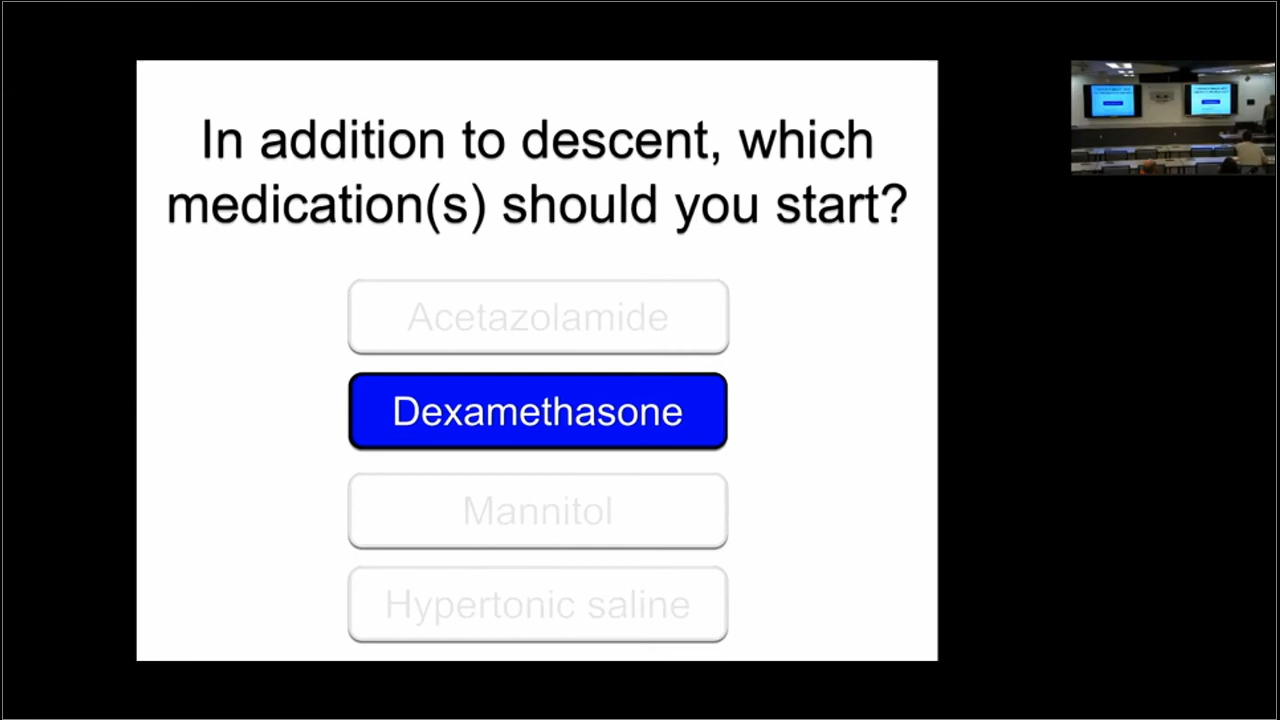 In addition to descent, which
medication(s) should you start?
Acetazolamide
Dexamethasone
Mannitol
Hypertonic saline